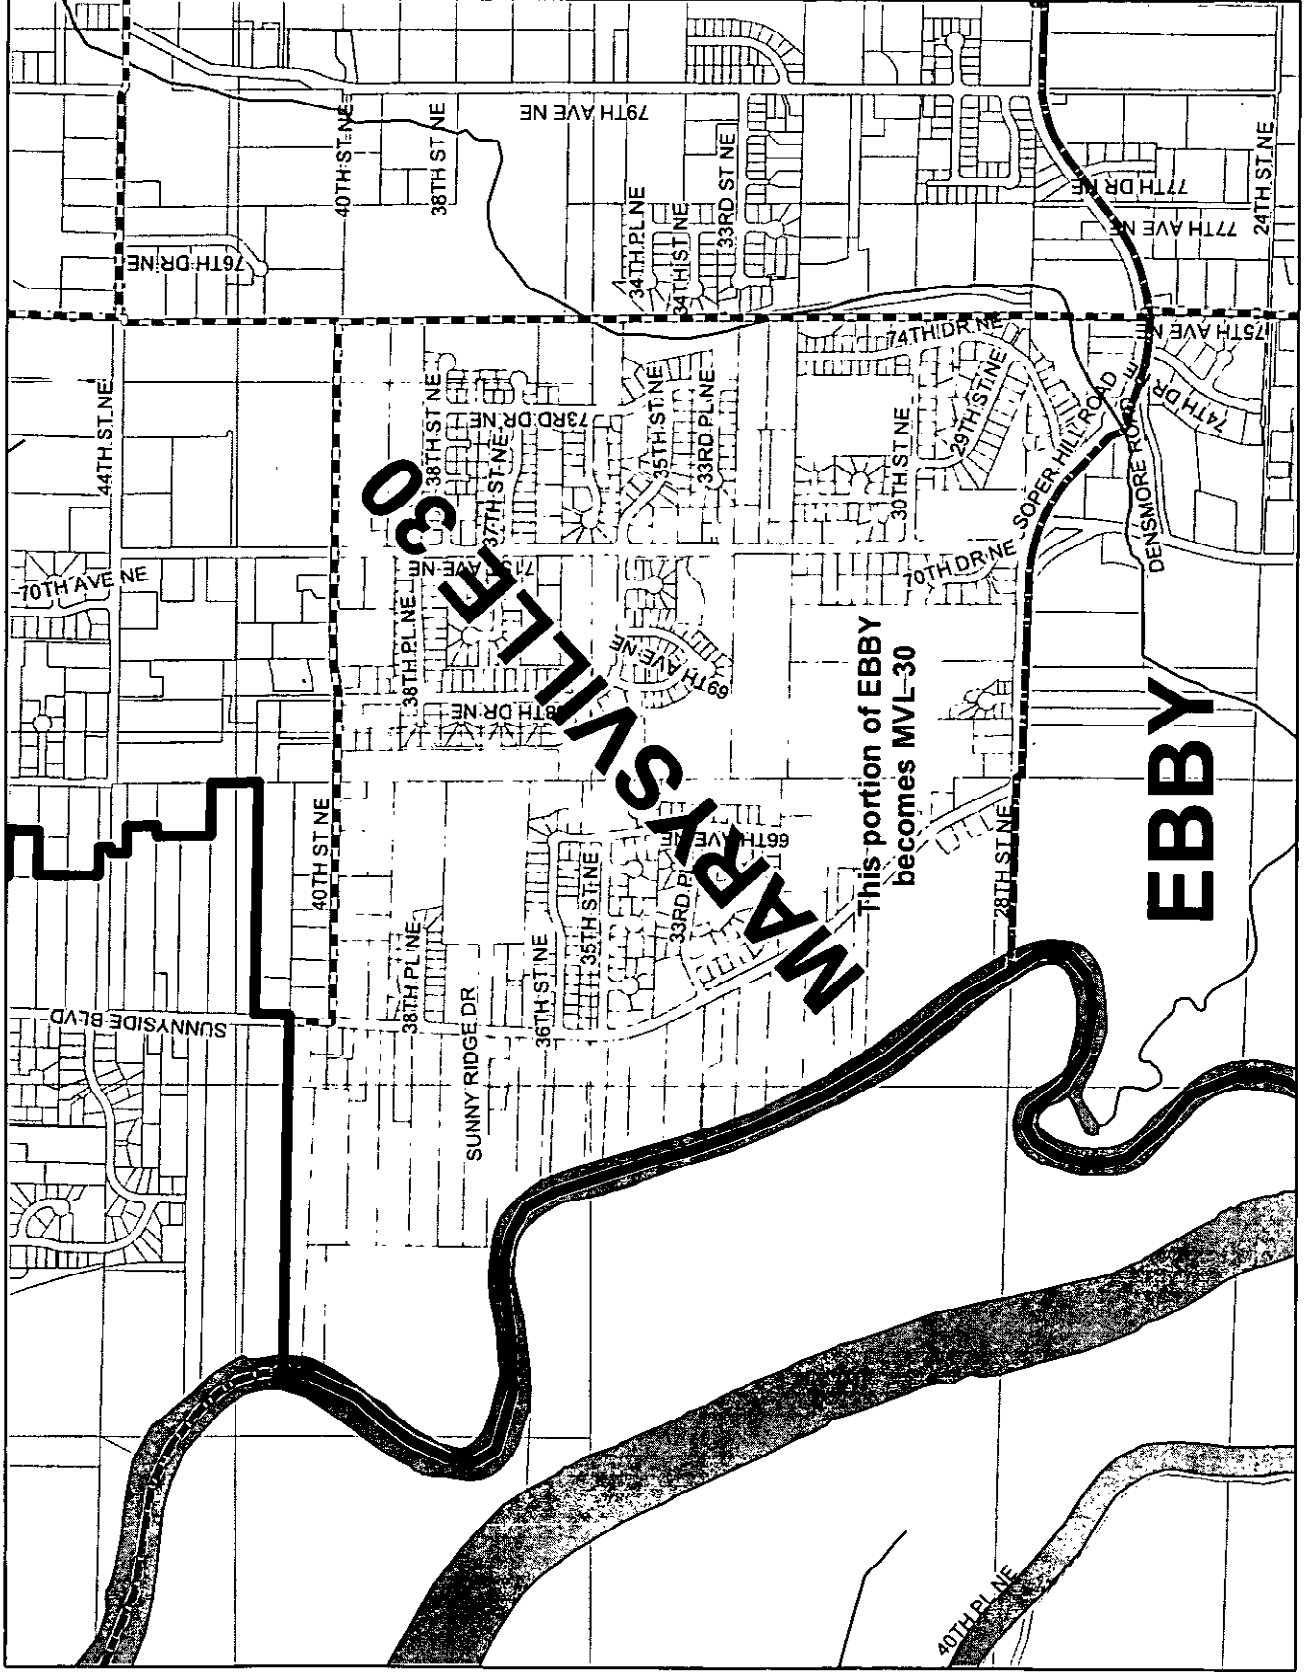 44TH ST NE
70TH AVE NE
76TH DR NE
40TH ST NE
38TH ST NE
79TH AVE NE
34TH PL NE
34TH ST NE
33RD ST NE
77TH DR NE
77TH AVE NE
24TH ST NE
75TH AVE NE
74TH DR NE
74TH DR
29TH ST NE
30TH ST NE
SOPER HILL ROAD
DENSMORE ROAD
70TH DR NE
38TH ST NE
73RD DR NE
37TH ST NE
35TH ST NE
33RD PL NE
71ST AVE NE
38TH PL NE
69TH AVE NE
68TH DR NE
MARYSVILLE 30
This portion of EBBY
becomes MVL-30
EBBY
28TH ST NE
66TH AVE NE
33RD PL
35TH ST NE
36TH ST NE
40TH ST NE
38TH PL NE
SUNNY RIDGE DR
SUNNYSIDE BLVD
40TH PL NE